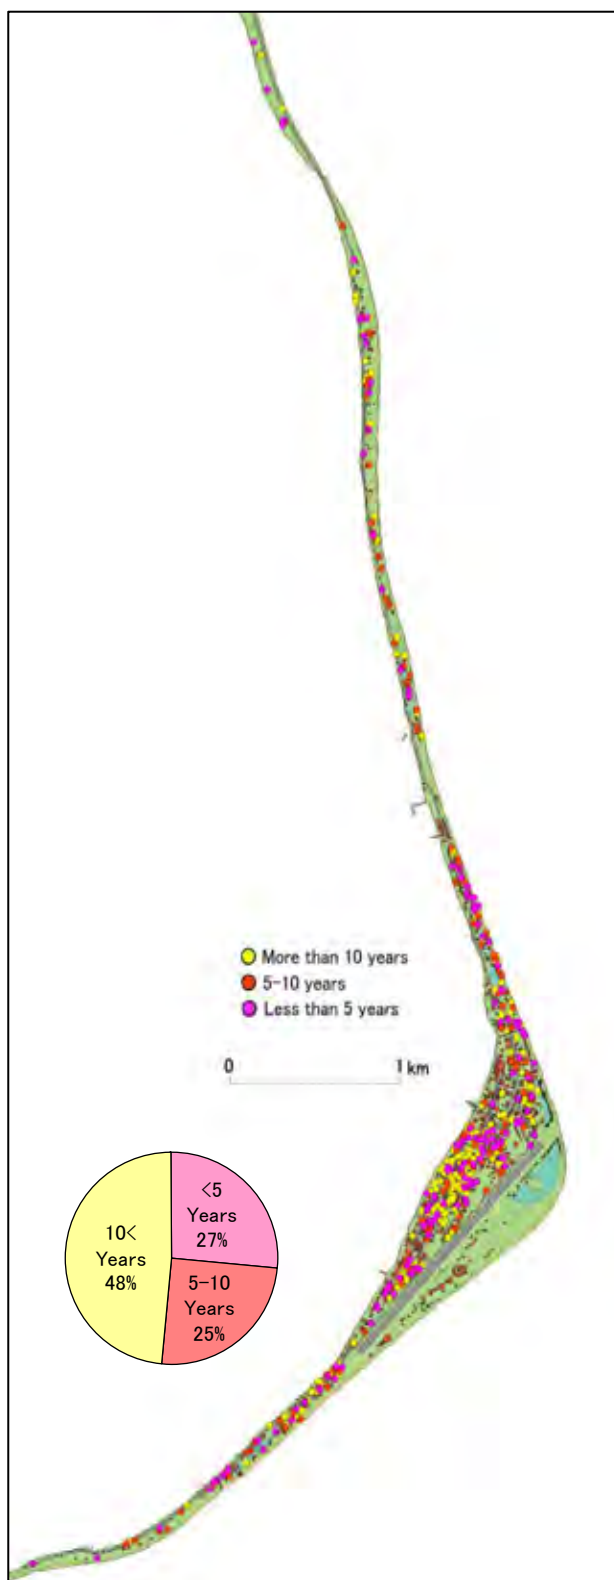 More than 10 years
5-10 years
Less than 5 years
0 1 km
<5
Years
27%
10<
Years
48%
5-10
Years
25%